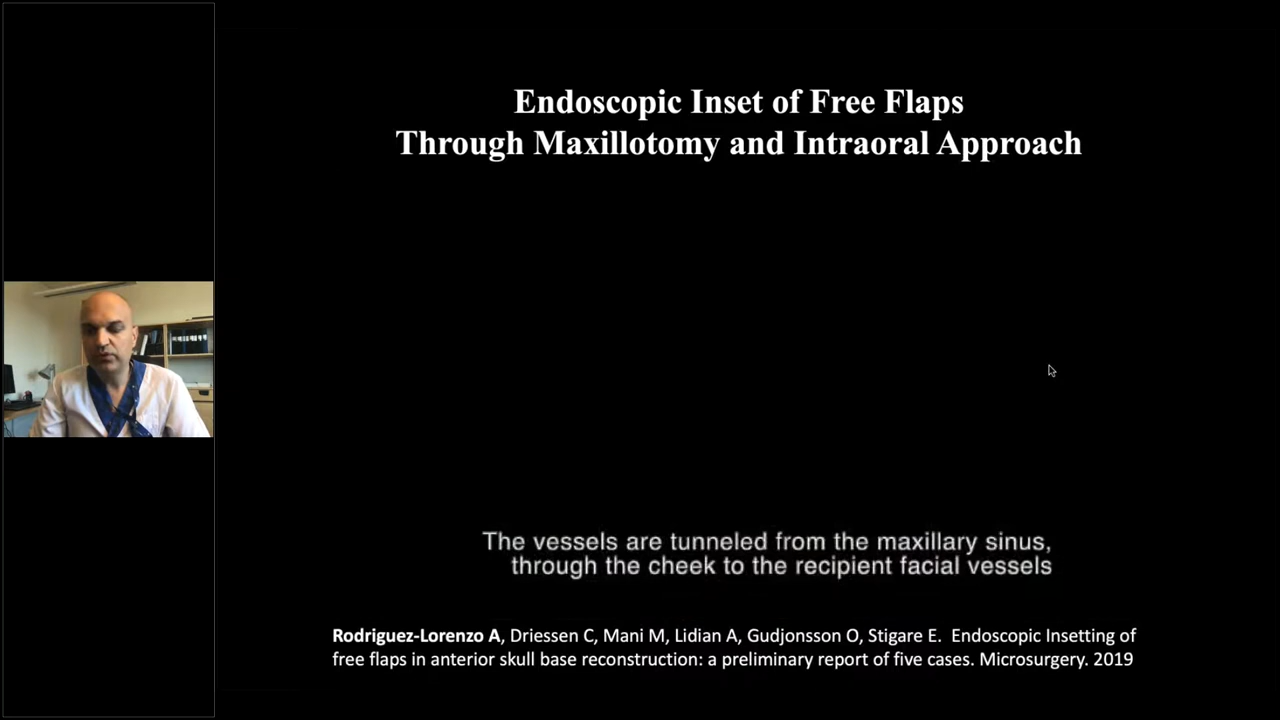 Endoscopic Inset of Free Flaps
Through Maxillotomy and Intraoral Approach
The vessels are tunneled from the maxillary sinus,
through the cheek to the recipient facial vessels
Rodriguez-Lorenzo A, Driessen C, Mani M, Lidian A, Gudjonsson O, Stigare E. Endoscopic Insetting of
free flaps in anterior skull base reconstruction: a preliminary report of five cases. Microsurgery. 2019